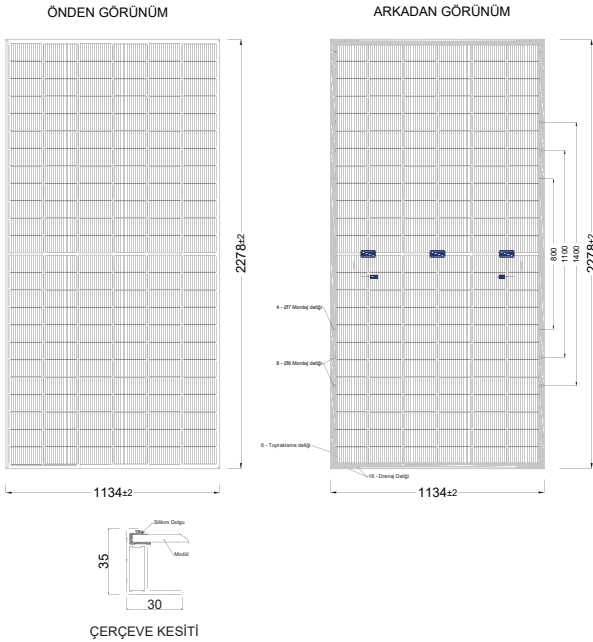 ÖNDEN GÖRÜNÜM
ARKADAN GÖRÜNÜM
2278±2
800
1100
1400
2278±2
4 - Ø7 Montaj deliği
8 - Ø8 Montaj deliği
6 - Topraklama deliği
16 - Drenaj Deliği
1134±2
1134±2
Silikon Dolgu
Modül
35
30
ÇERÇEVE KESİTİ